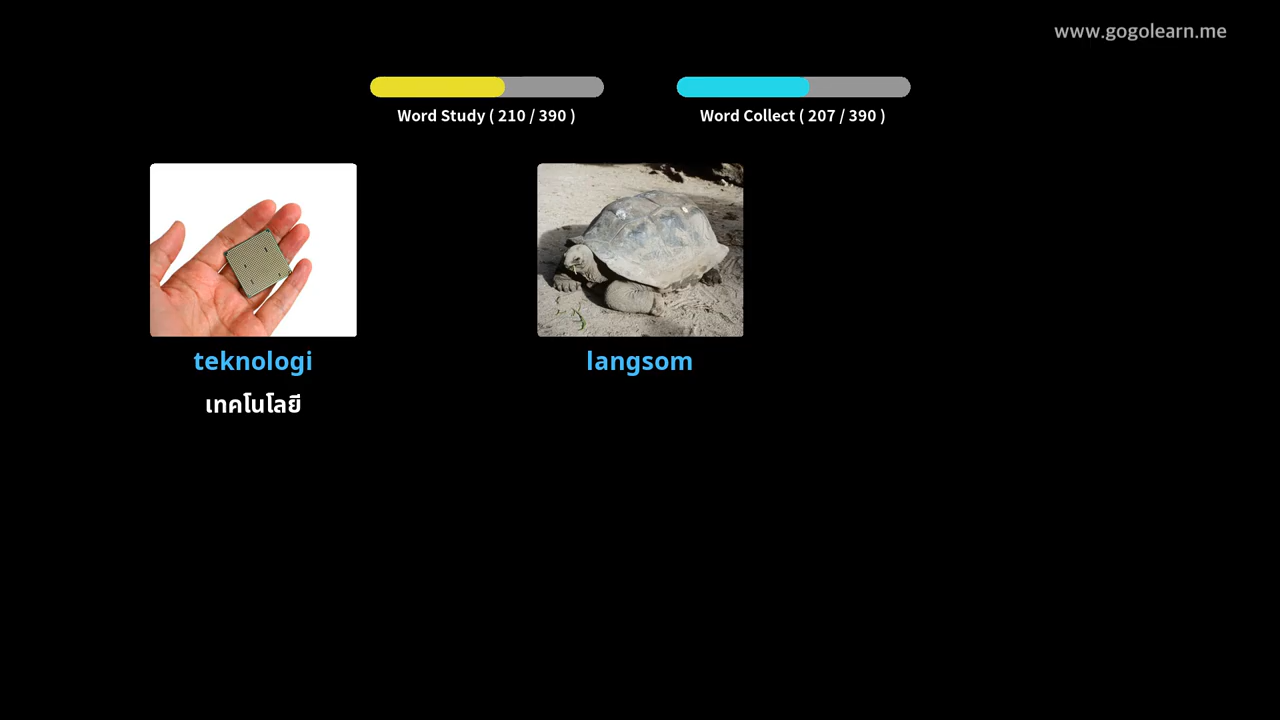 www.gogolearn.me
Word Study ( 210 / 390 )
Word Collect ( 207 / 390 )
teknologi
langsom
เทคโนโลยี